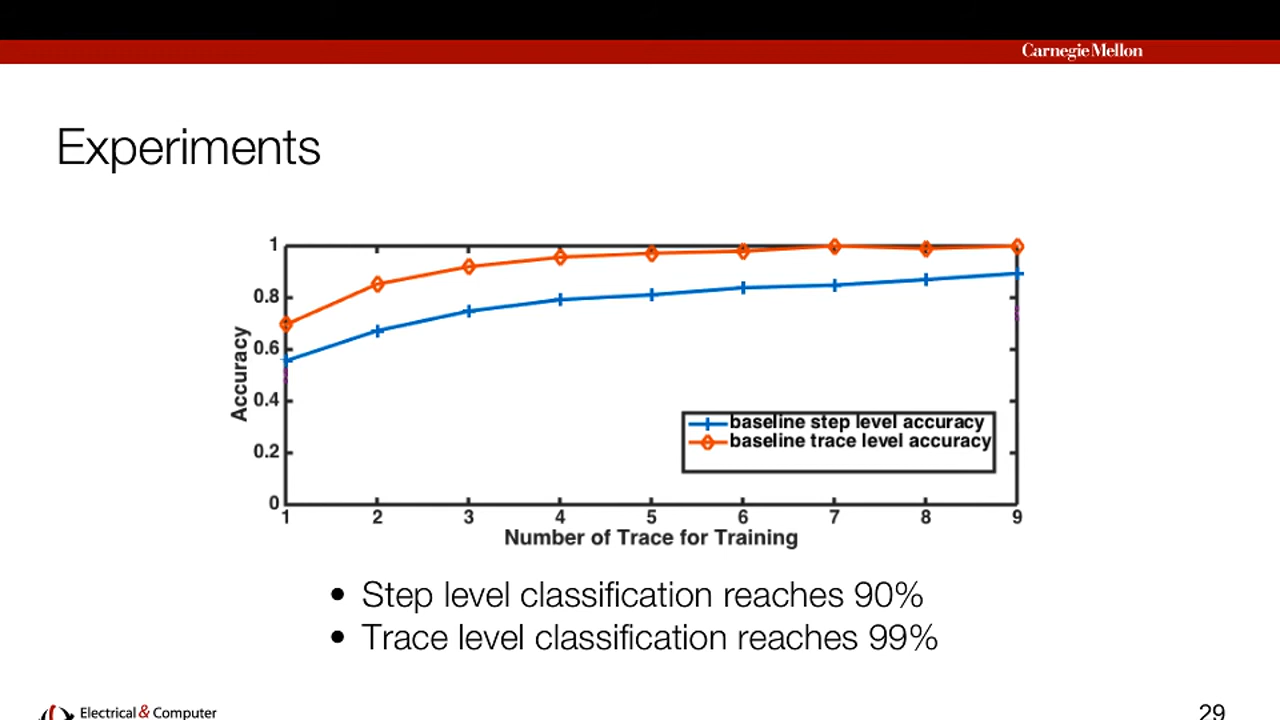 Carnegie Mellon
Experiments
1
0.8
0.6
0.4
0.2
0
Accuracy
baseline step level accuracy
baseline trace level accuracy
1 2 3 4 5 6 7 8 9
Number of Trace for Training
• Step level classification reaches 90%
• Trace level classification reaches 99%
Electrical & Computer
29